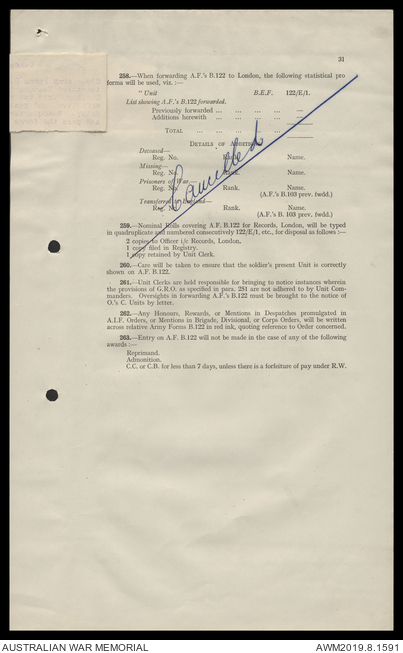 31
258.—When forwarding A.F.'s B.122 to London, the following statistical pro
forma will be used, viz. :—
" Unit B.E.F. 122/E/1.
List showing A.F.'s B.122 forwarded.
Previously forwarded ... ... ... ... —
Additions herewith ... ... ... ... —
TOTAL ... ... ... ...
DETAILS OF ADDITIONS
Deceased—
Reg. No. Rank. Name.
Missing—
Reg. No. Rank. Name.
Prisoners of War—
Reg. No. Rank. Name.
(A.F.'s B.103 prev. fwdd.)
Transferred to England—
Reg. No. Rank. Name.
(A.F.'s B. 103 prev. fwdd.)
Cancelled
259.—Nominal Rolls covering A.F. B.122 for Records, London, will be typed
in quadruplicate and numbered consecutively 122/E/1, etc., for disposal as follows :—
2 copies to Officer i/c Records, London,
1 copy filed in Registry.
1 copy retained by Unit Clerk.
260.—Care will be taken to ensure that the soldier's present Unit is correctly
shown on A.F. B.122.
261.—Unit Clerks are held responsible for bringing to notice instances wherein
the provisions of G.R.O. as specified in para. 251 are not adhered to by Unit Com-
manders. Oversights in forwarding A.F.'s B.122 must be brought to the notice of
O.'s C. Units by letter.
262.—Any Honours, Rewards, or Mentions in Despatches promulgated in
A.I.F. Orders, or Mentions in Brigade, Divisional, or Corps Orders, will be written
across relative Army Forms B.122 in red ink, quoting reference to Order concerned.
263.—Entry on A.F. B.122 will not be made in the case of any of the following
awards :—
Reprimand.
Admonition.
C.C. or C.B. for less than 7 days, unless there is a forfeiture of pay under R.W.
AUSTRALIAN WAR MEMORIAL AWM2019.8.1591